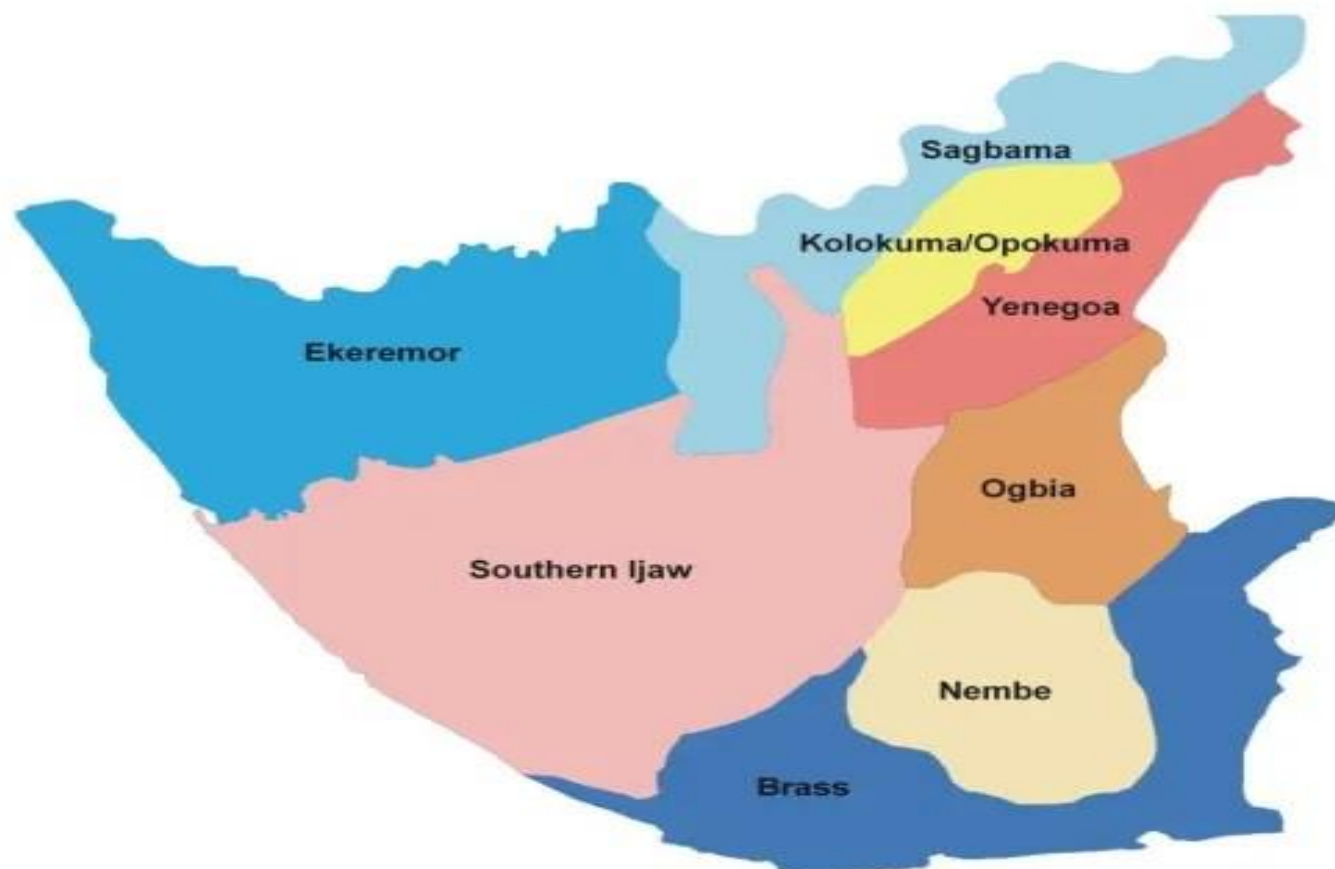 Sagbama
Kolokuma/Opokuma
Yenegoa
Ekeremor
Ogbia
Southern Ijaw
Nembe
Brass